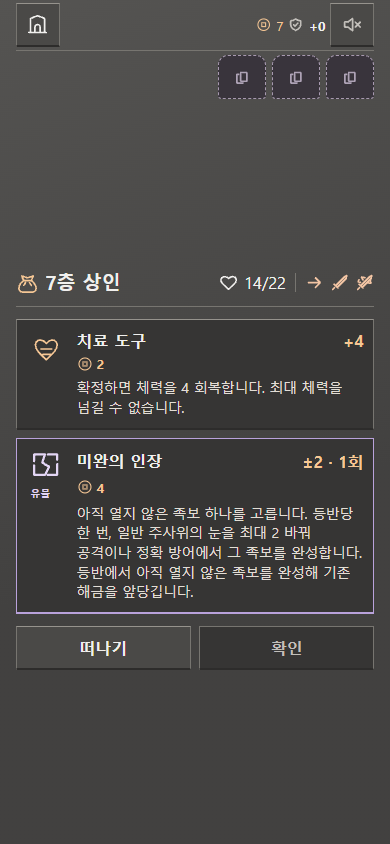 7 +0
7층 상인 14/22
치료 도구 +4
2
확정하면 체력을 4 회복합니다. 최대 체력을
넘길 수 없습니다.
미완의 인장 ±2 · 1회
유물
4
아직 열지 않은 족보 하나를 고릅니다. 등반당
한 번, 일반 주사위의 눈을 최대 2 바꿔
공격이나 정확 방어에서 그 족보를 완성합니다.
등반에서 아직 열지 않은 족보를 완성해 기존
해금을 앞당깁니다.
떠나기 확인